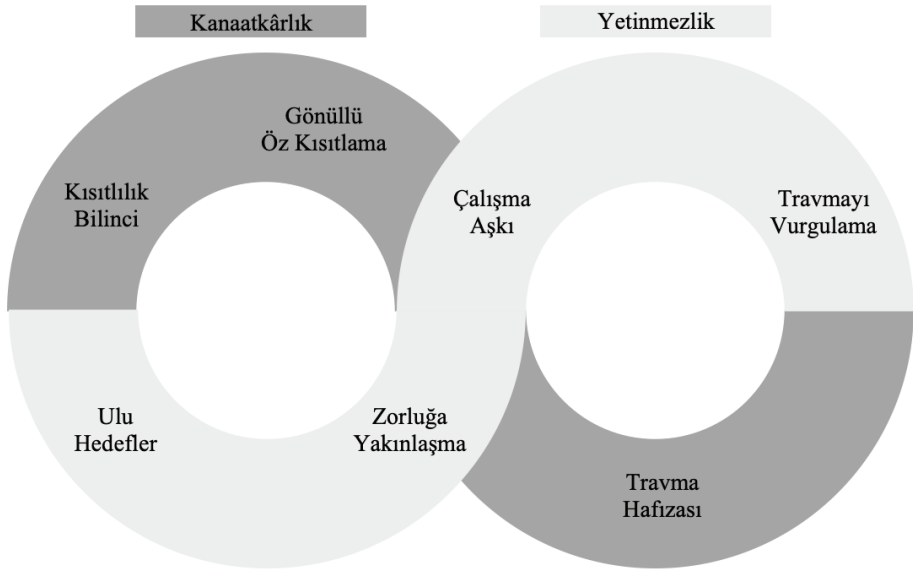 Kanaatkârlık
Yetinmezlik
Gönüllü
Öz Kısıtlama
Kısıtlılık
Bilinci
Çalışma
Aşkı
Travmayı
Vurgulama
Ulu
Hedefler
Zorluğa
Yakınlaşma
Travma
Hafızası